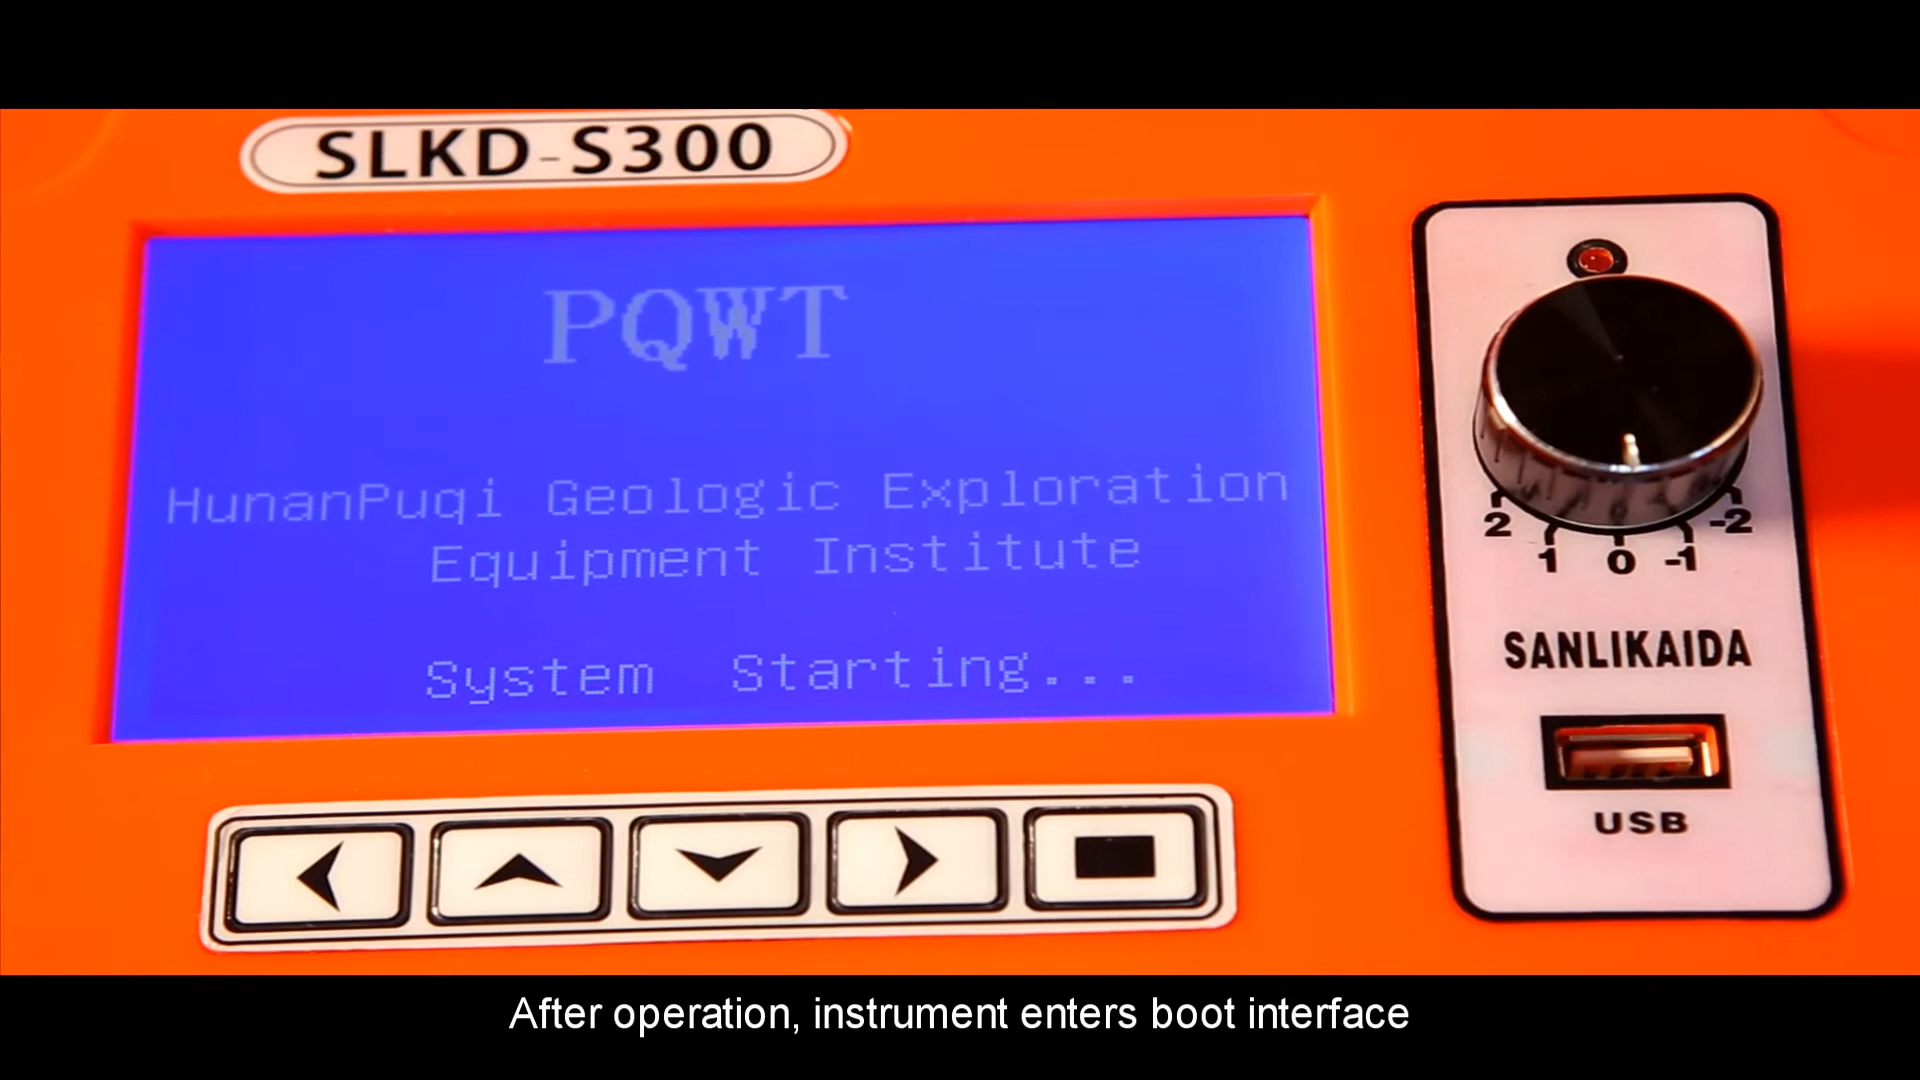 SLKD-S300
PQWT
HunanPuqi Geologic Exploration
Equipment Institute
System Starting...
2 1 0 -1 -2
SANLIKAIDA
USB
After operation, instrument enters boot interface